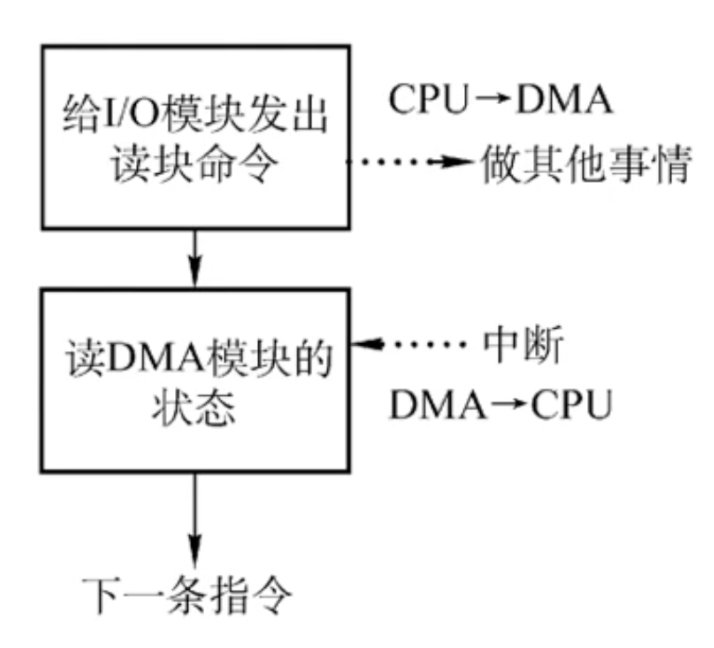 给I/O模块发出
读块命令
CPU→DMA
做其他事情
读DMA模块的
状态
中断
DMA→CPU
下一条指令